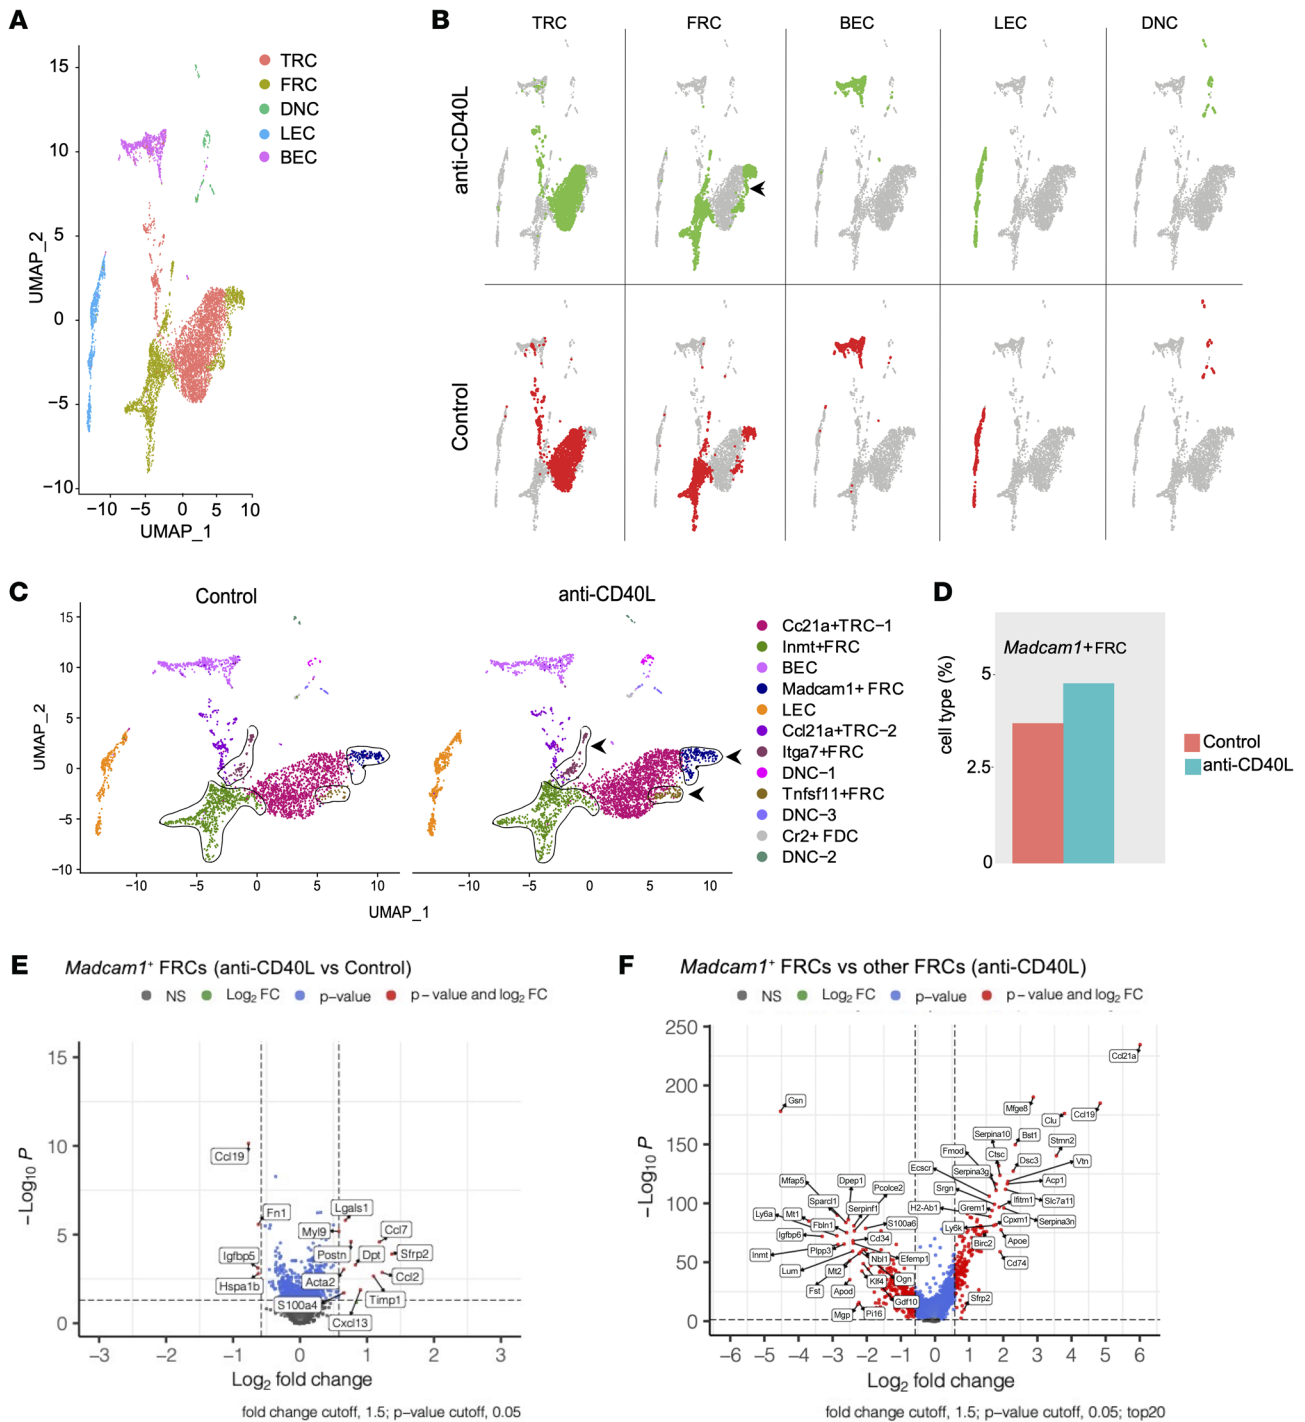 A
15
10
5
0
−5
−10
−10
−5
0
5
10
UMAP_2
UMAP_1
TRC
FRC
DNC
LEC
BEC
B
TRC
FRC
BEC
LEC
DNC
anti-CD40L
Control
C
Control
anti-CD40L
15
10
5
0
−5
−10
UMAP_2
−10
−5
0
5
10
−10
−5
0
5
10
UMAP_1
Cc21a+TRC−1
Inmt+FRC
BEC
Madcam1+ FRC
LEC
Ccl21a+TRC−2
Itga7+FRC
DNC−1
Tnfsf11+FRC
DNC−3
Cr2+ FDC
DNC−2
D
cell type (%)
Madcam1+FRC
5
2.5
0
Control
anti-CD40L
E
Madcam1⁺ FRCs (anti-CD40L vs Control)
NS
Log₂ FC
p−value
p − value and log₂ FC
15
10
5
0
−Log₁₀ P
Ccl19
Fn1
Lgals1
Myl9
Ccl7
Postn
Dpt
Sfrp2
Igfbp5
Acta2
Ccl2
Hspa1b
S100a4
Timp1
Cxcl13
−3
−2
−1
0
1
2
3
Log₂ fold change
fold change cutoff, 1.5; p−value cutoff, 0.05
F
Madcam1⁺ FRCs vs other FRCs (anti-CD40L)
NS
Log₂ FC
p−value
p − value and log₂ FC
250
200
150
100
50
0
−Log₁₀ P
Ccl21a
Gsn
Mfge8
Clu
Ccl19
Serpina10
Bst1
Stmn2
Fmod
Ctsc
Dsc3
Vtn
Ecscr
Serpina3g
Acp1
Mfap5
Dpep1
Pcolce2
Srgn
Ifitm1
Slc7a11
Sparcl1
Serpinf1
H2-Ab1
Grem1
Ly6a
Mt1
Fbln1
S100a6
Ly6k
Cpxm1
Serpina3n
Igfbp6
Cd34
Birc2
Apoe
Inmt
Plpp3
Nbl1
Efemp1
Cd74
Lum
Mt2
Klf4
Ogn
Fst
Apod
Gdf10
Sfrp2
Mgp
Pi16
−6
−5
−4
−3
−2
−1
0
1
2
3
4
5
6
Log₂ fold change
fold change cutoff, 1.5; p−value cutoff, 0.05; top20